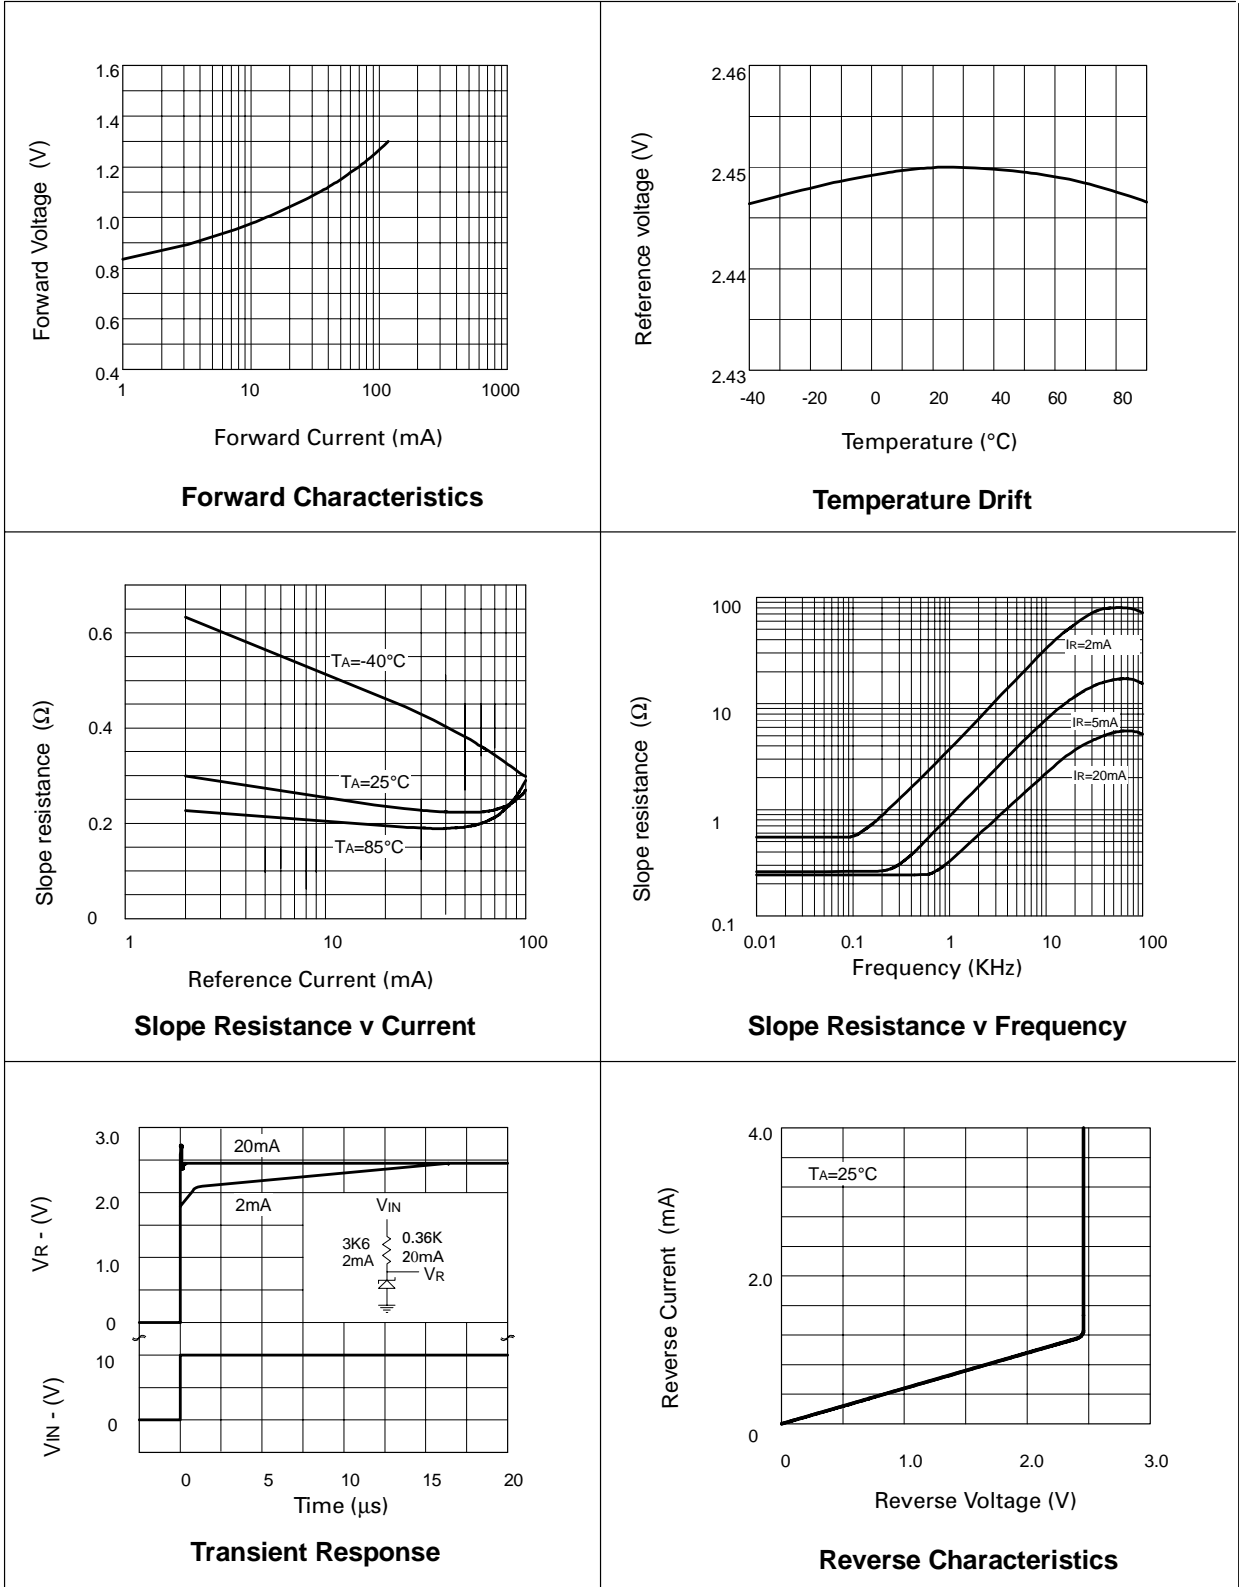 1.6
1.4
1.2
1.0
0.8
0.6
0.4
Forward Voltage (V)
1 10 100 1000
Forward Current (mA)
Forward Characteristics
2.46
2.45
2.44
2.43
Reference voltage (V)
-40 -20 0 20 40 60 80
Temperature (°C)
Temperature Drift
0.6
0.4
0.2
0
Slope resistance (Ω)
TA=-40°C
TA=25°C
TA=85°C
1 10 100
Reference Current (mA)
Slope Resistance v Current
100
10
1
0.1
Slope resistance (Ω)
IR=2mA
IR=5mA
IR=20mA
0.01 0.1 1 10 100
Frequency (KHz)
Slope Resistance v Frequency
3.0
2.0
1.0
0
VR - (V)
10
0
VIN - (V)
20mA
2mA
VIN
3K6 0.36K
2mA 20mA
VR
0 5 10 15 20
Time (µs)
Transient Response
4.0
2.0
0
Reverse Current (mA)
TA=25°C
0 1.0 2.0 3.0
Reverse Voltage (V)
Reverse Characteristics